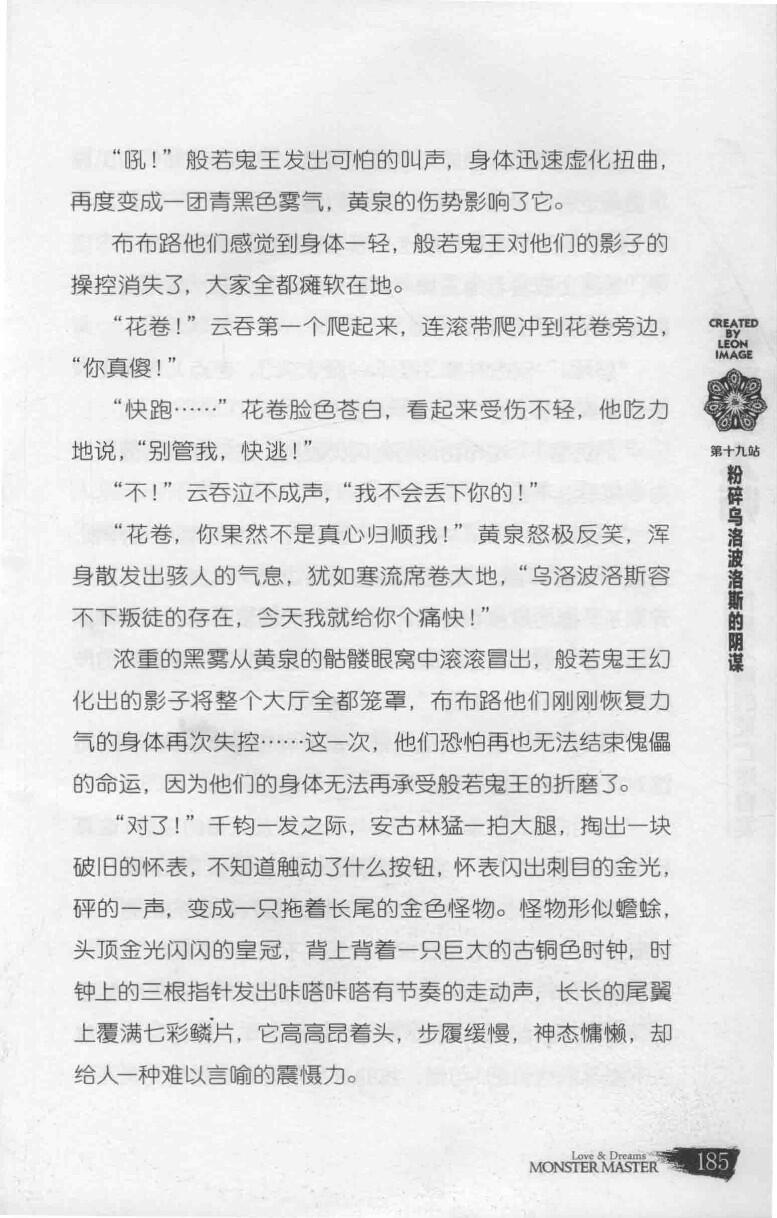 “吼！”般若鬼王发出可怕的叫声，身体迅速虚化扭曲，
再度变成一团青黑色雾气，黄泉的伤势影响了它。
布布路他们感觉到身体一轻，般若鬼王对他们的影子的
操控消失了，大家全都瘫软在地。
“花卷！”云吞第一个爬起来，连滚带爬冲到花卷旁边，
“你真傻！”
“快跑……”花卷脸色苍白，看起来受伤不轻，他吃力
地说，“别管我，快逃！”
“不！”云吞泣不成声，“我不会丢下你的！”
“花卷，你果然不是真心归顺我！”黄泉怒极反笑，浑
身散发出骇人的气息，犹如寒流席卷大地，“乌洛波洛斯容
不下叛徒的存在，今天我就给你个痛快！”
浓重的黑雾从黄泉的骷髅眼窝中滚滚冒出，般若鬼王幻
化出的影子将整个大厅全都笼罩，布布路他们刚刚恢复力
气的身体再次失控……这一次，他们恐怕再也无法结束傀儡
的命运，因为他们的身体无法再承受般若鬼王的折磨了。
“对了！”千钧一发之际，安古林猛一拍大腿，掏出一块
破旧的怀表，不知道触动了什么按钮，怀表闪出刺目的金光，
砰的一声，变成一只拖着长尾的金色怪物。怪物形似蟾蜍，
头顶金光闪闪的皇冠，背上背着一只巨大的古铜色时钟，时
钟上的三根指针发出咔嗒咔嗒有节奏的走动声，长长的尾翼
上覆满七彩鳞片，它高高昂着头，步履缓慢，神态慵懒，却
给人一种难以言喻的震慑力。
CREATED
BY
LEON
IMAGE
第十九站
粉碎乌洛波洛斯的阴谋
Love & Dreams
MONSTER MASTER
185